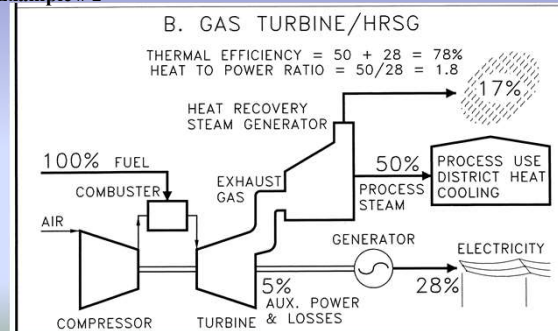 B. GAS TURBINE/HRSG
THERMAL EFFICIENCY = 50 + 28 = 78%
HEAT TO POWER RATIO = 50/28 = 1.8
17%
HEAT RECOVERY
STEAM GENERATOR
100% FUEL
COMBUSTER
EXHAUST
GAS
50%
PROCESS
STEAM
PROCESS USE
DISTRICT HEAT
COOLING
AIR
GENERATOR
ELECTRICITY
5%
28%
AUX. POWER
& LOSSES
COMPRESSOR
TURBINE